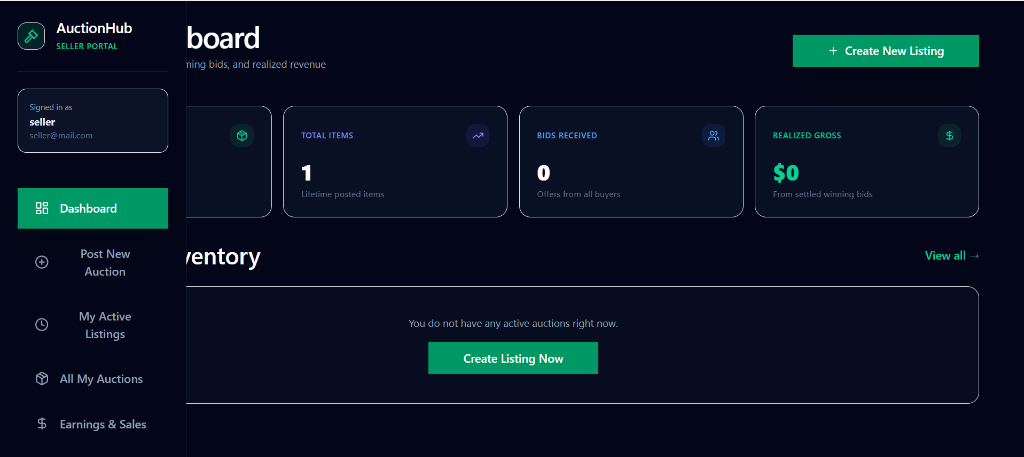 AuctionHub
SELLER PORTAL
Signed in as
seller
seller@mail.com
Dashboard
Post New
Auction
My Active
Listings
All My Auctions
Earnings & Sales
board
ning bids, and realized revenue
+ Create New Listing
TOTAL ITEMS
1
Lifetime posted items
BIDS RECEIVED
0
Offers from all buyers
REALIZED GROSS
$0
From settled winning bids
ventory
View all →
You do not have any active auctions right now.
Create Listing Now